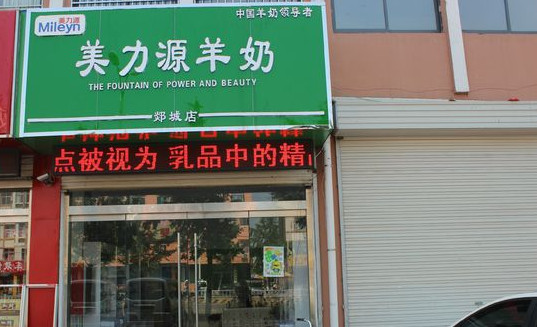 美力源
Mileyn
中国羊奶领导者
美力源羊奶
THE FOUNTAIN OF POWER AND BEAUTY
郯城店
点被视为 乳品中的精